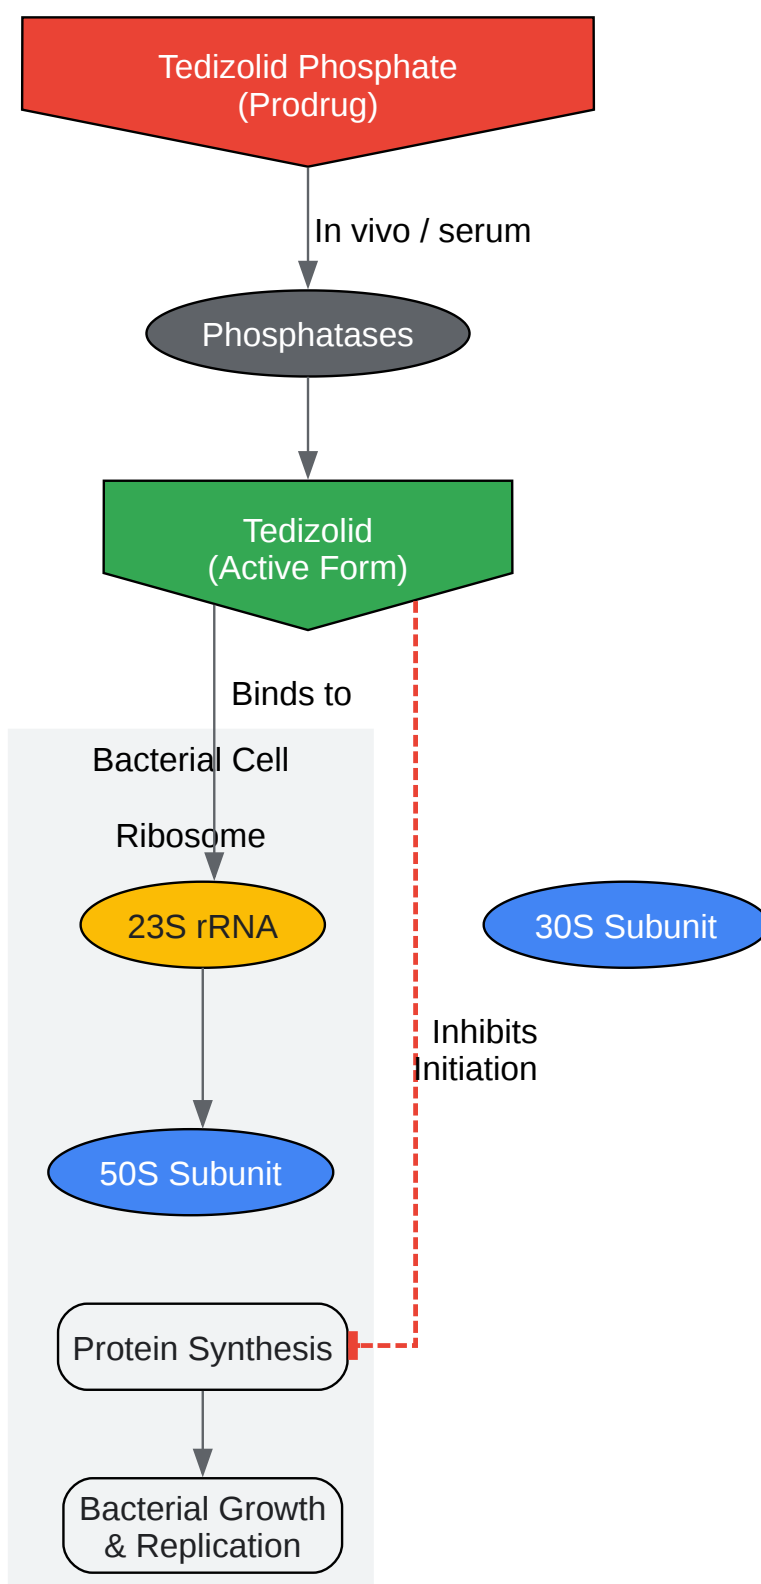 Tedizolid Phosphate
(Prodrug)
In vivo / serum
Phosphatases
Tedizolid
(Active Form)
Binds to
Bacterial Cell
Ribosome
23S rRNA
30S Subunit
Inhibits
Initiation
50S Subunit
Protein Synthesis
Bacterial Growth
& Replication